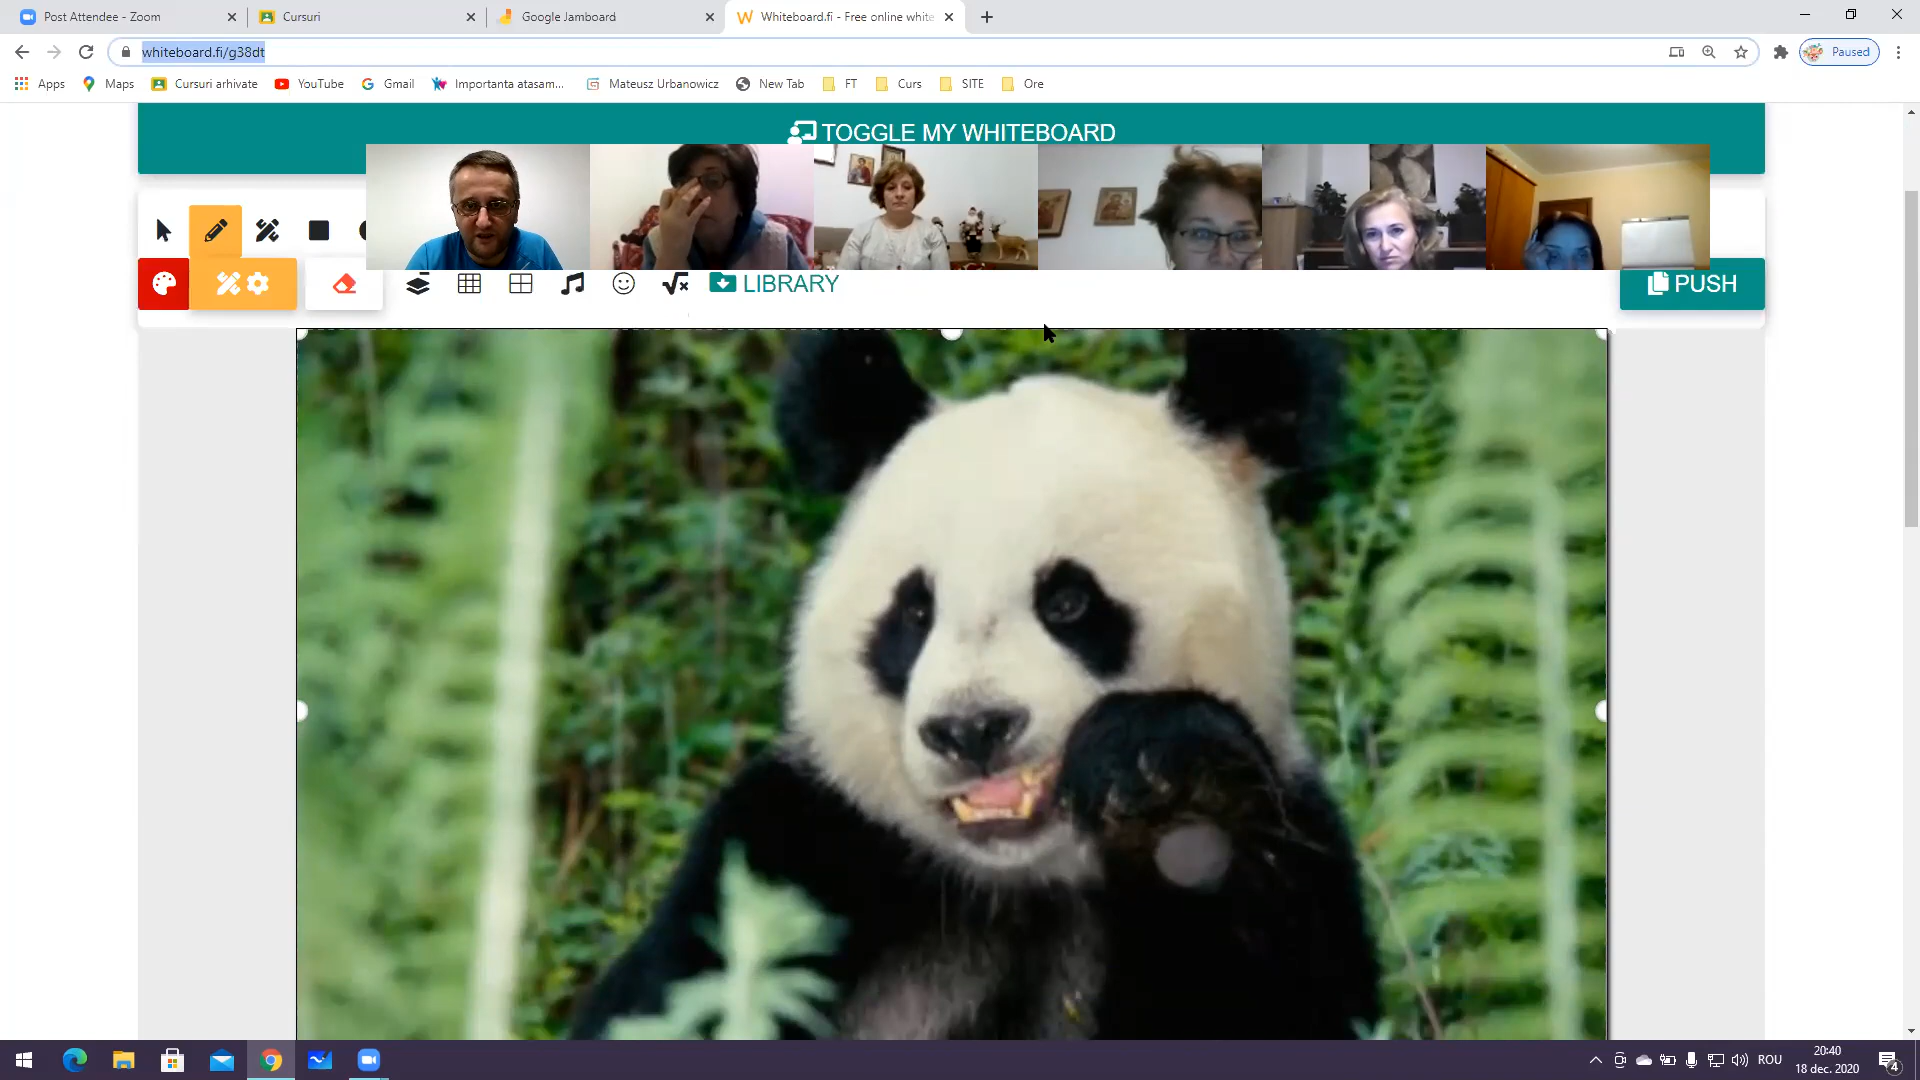 Post Attendee - Zoom
Cursuri
Google Jamboard
Whiteboard.fi - Free online white
whiteboard.fi/g38dt
Paused
Apps
Maps
Cursuri arhivate
YouTube
Gmail
Importanta atasam...
Mateusz Urbanowicz
New Tab
FT
Curs
SITE
Ore
TOGGLE MY WHITEBOARD
√x
LIBRARY
PUSH
ROU
20:40
18 dec. 2020
4